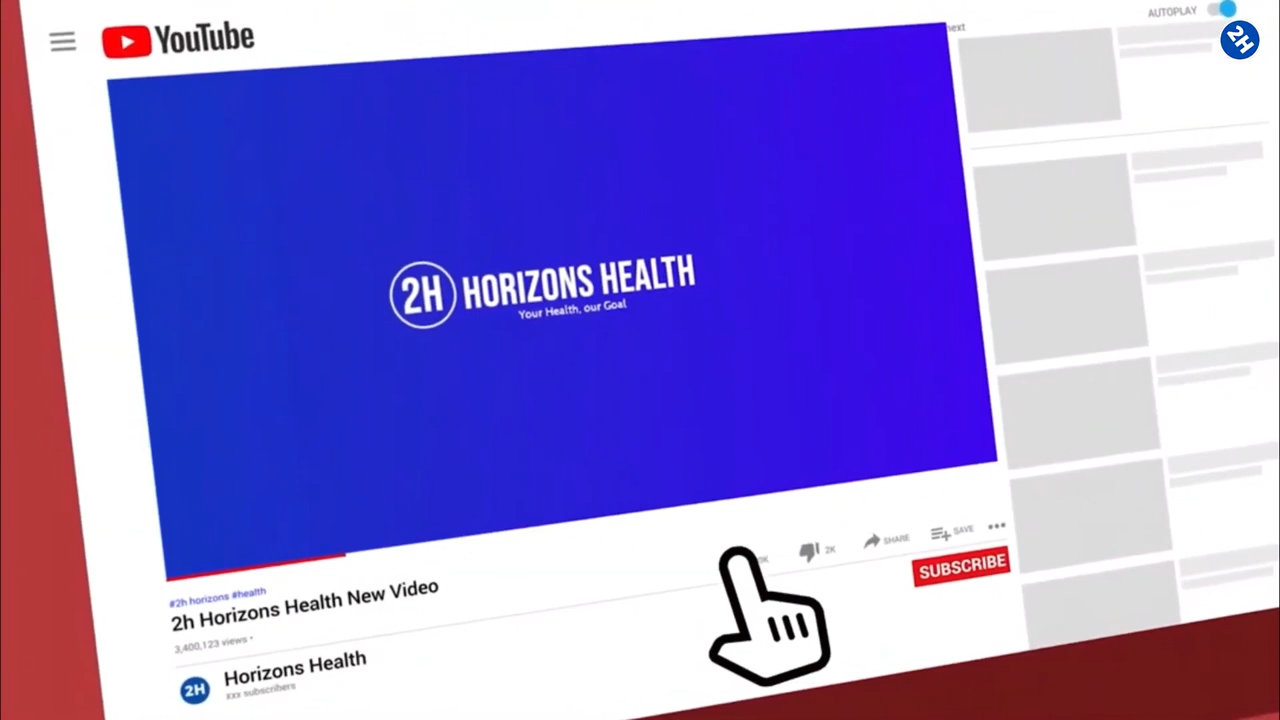 YouTube
ext
AUTOPLAY
2H
2H HORIZONS HEALTH
Your Health, our Goal
2K
SHARE
SAVE
SUBSCRIBE
#2h horizons #health
2h Horizons Health New Video
3,400,123 views
2H
Horizons Health
xxx subscribers